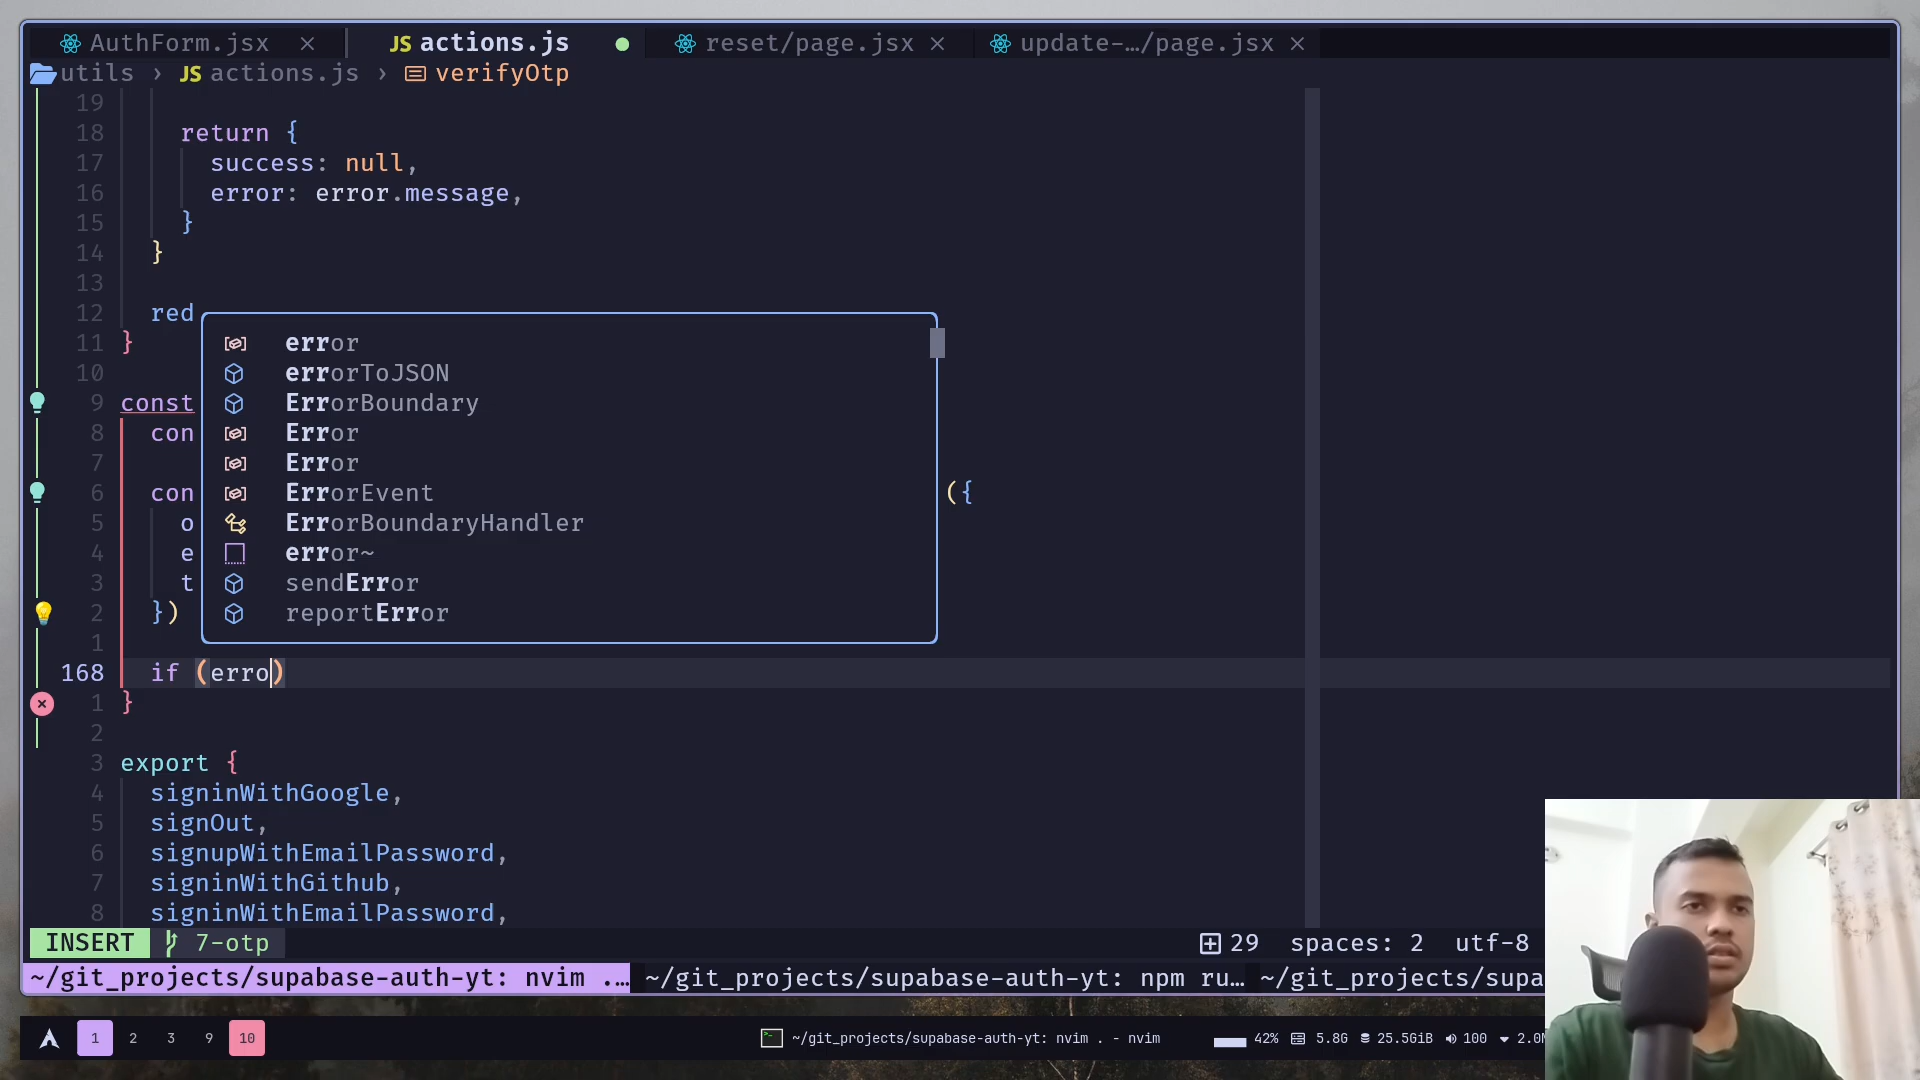 AuthForm.jsx × JS actions.js reset/page.jsx × update-…/page.jsx ×
utils › JS actions.js › verifyOtp
19
18 return {
17 success: null,
16 error: error.message,
15 }
14 }
13
12 red
11 }
10
9 const
8 con
7
6 con ({
5 o
4 e
3 t
2 })
1
168 if (erro)
1 }
2
3 export {
4 signinWithGoogle,
5 signOut,
6 signupWithEmailPassword,
7 signinWithGithub,
8 signinWithEmailPassword,
error
errorToJSON
ErrorBoundary
Error
Error
ErrorEvent
ErrorBoundaryHandler
error~
sendError
reportError
INSERT 7-otp 29 spaces: 2 utf-8
~/git_projects/supabase-auth-yt: nvim .… ~/git_projects/supabase-auth-yt: npm ru… ~/git_projects/supa
1 2 3 9 10 ~/git_projects/supabase-auth-yt: nvim . - nvim 42% 5.8G 25.5GiB 100 2.0